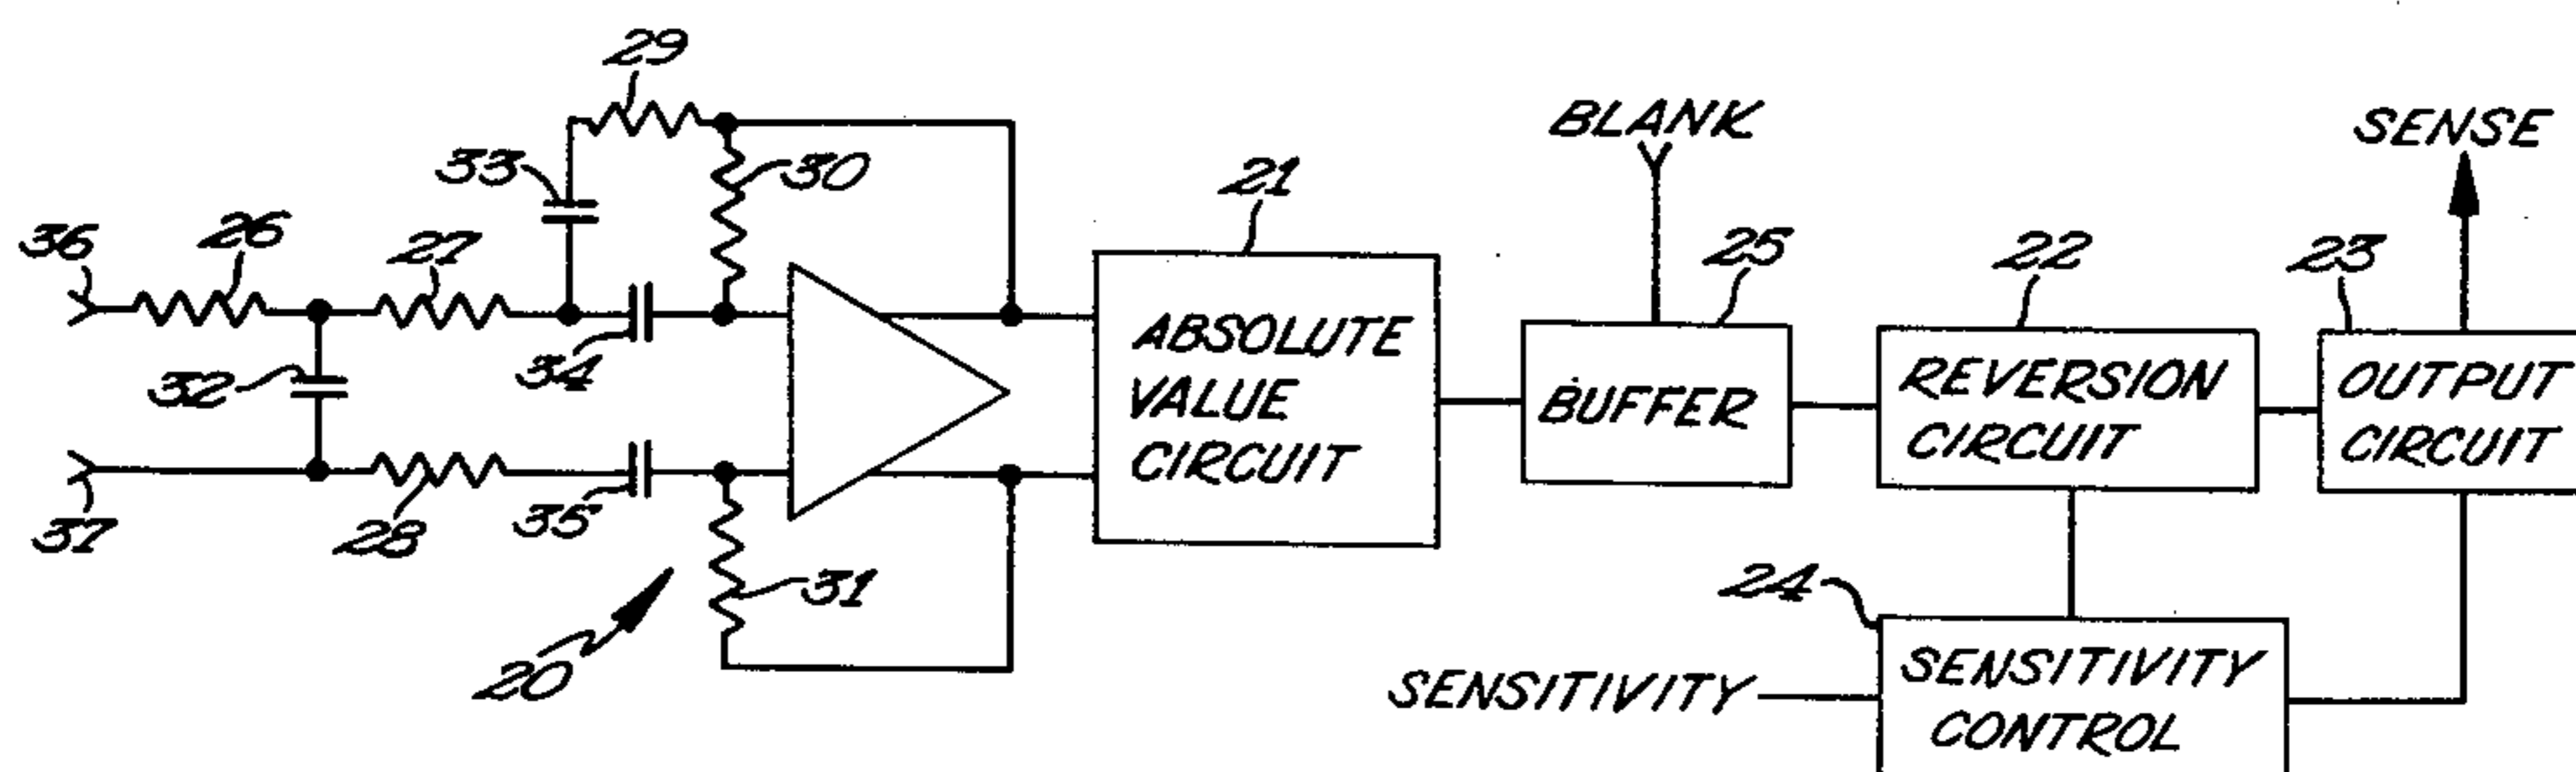 29
BLANK
SENSE
33
30
21
36
26
27
25
22
23
34
ABSOLUTE
VALUE
CIRCUIT
32
BUFFER
REVERSION
CIRCUIT
OUTPUT
CIRCUIT
37
28
35
31
24
20
SENSITIVITY
SENSITIVITY
CONTROL